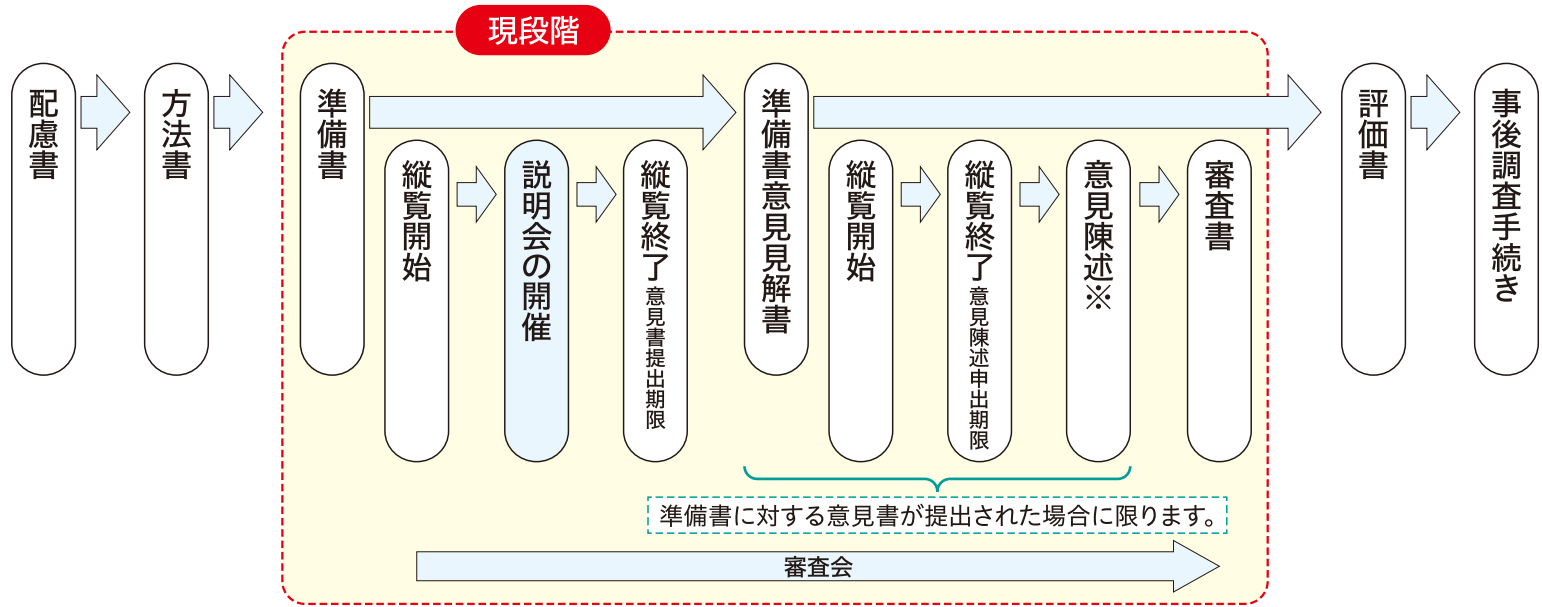 現段階
配慮書
方法書
準備書
縦覧開始
説明会の開催
縦覧終了 意見書提出期限
準備書意見見解書
縦覧開始
縦覧終了 意見陳述申出期限
意見陳述※
審査書
評価書
事後調査手続き
準備書に対する意見書が提出された場合に限ります。
審査会